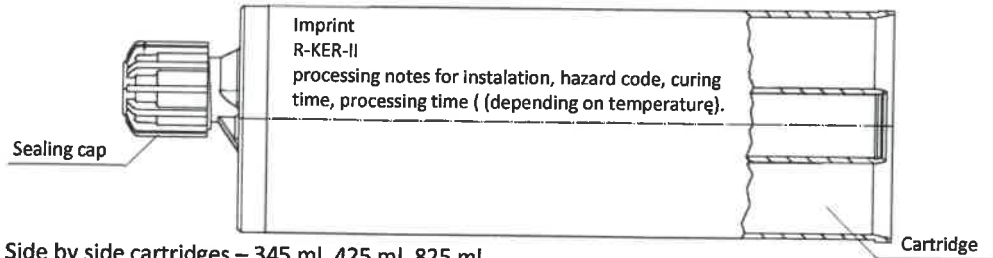 Imprint
R-KER-II
processing notes for instalation, hazard code, curing
time, processing time ( (depending on temperature).
Sealing cap
Cartridge
Side by side cartridges – 345 ml, 425 ml, 825 ml